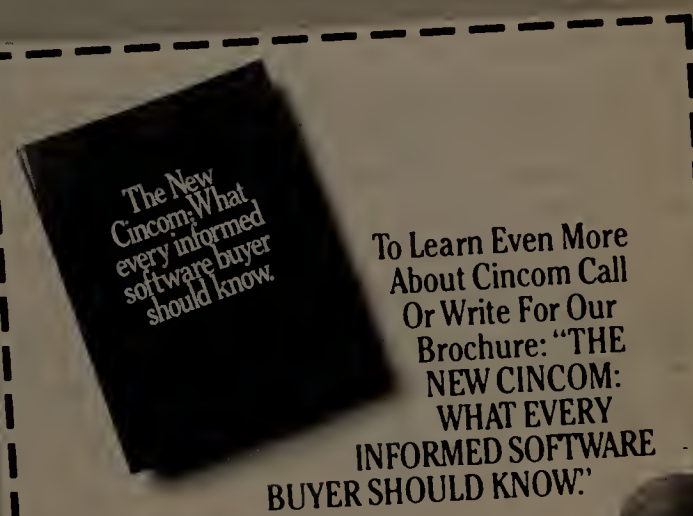 The New
Cincom: What
every informed
software buyer
should know.
To Learn Even More
About Cincom Call
Or Write For Our
Brochure: “THE
NEW CINCOM:
WHAT EVERY
INFORMED SOFTWARE
BUYER SHOULD KNOW.”